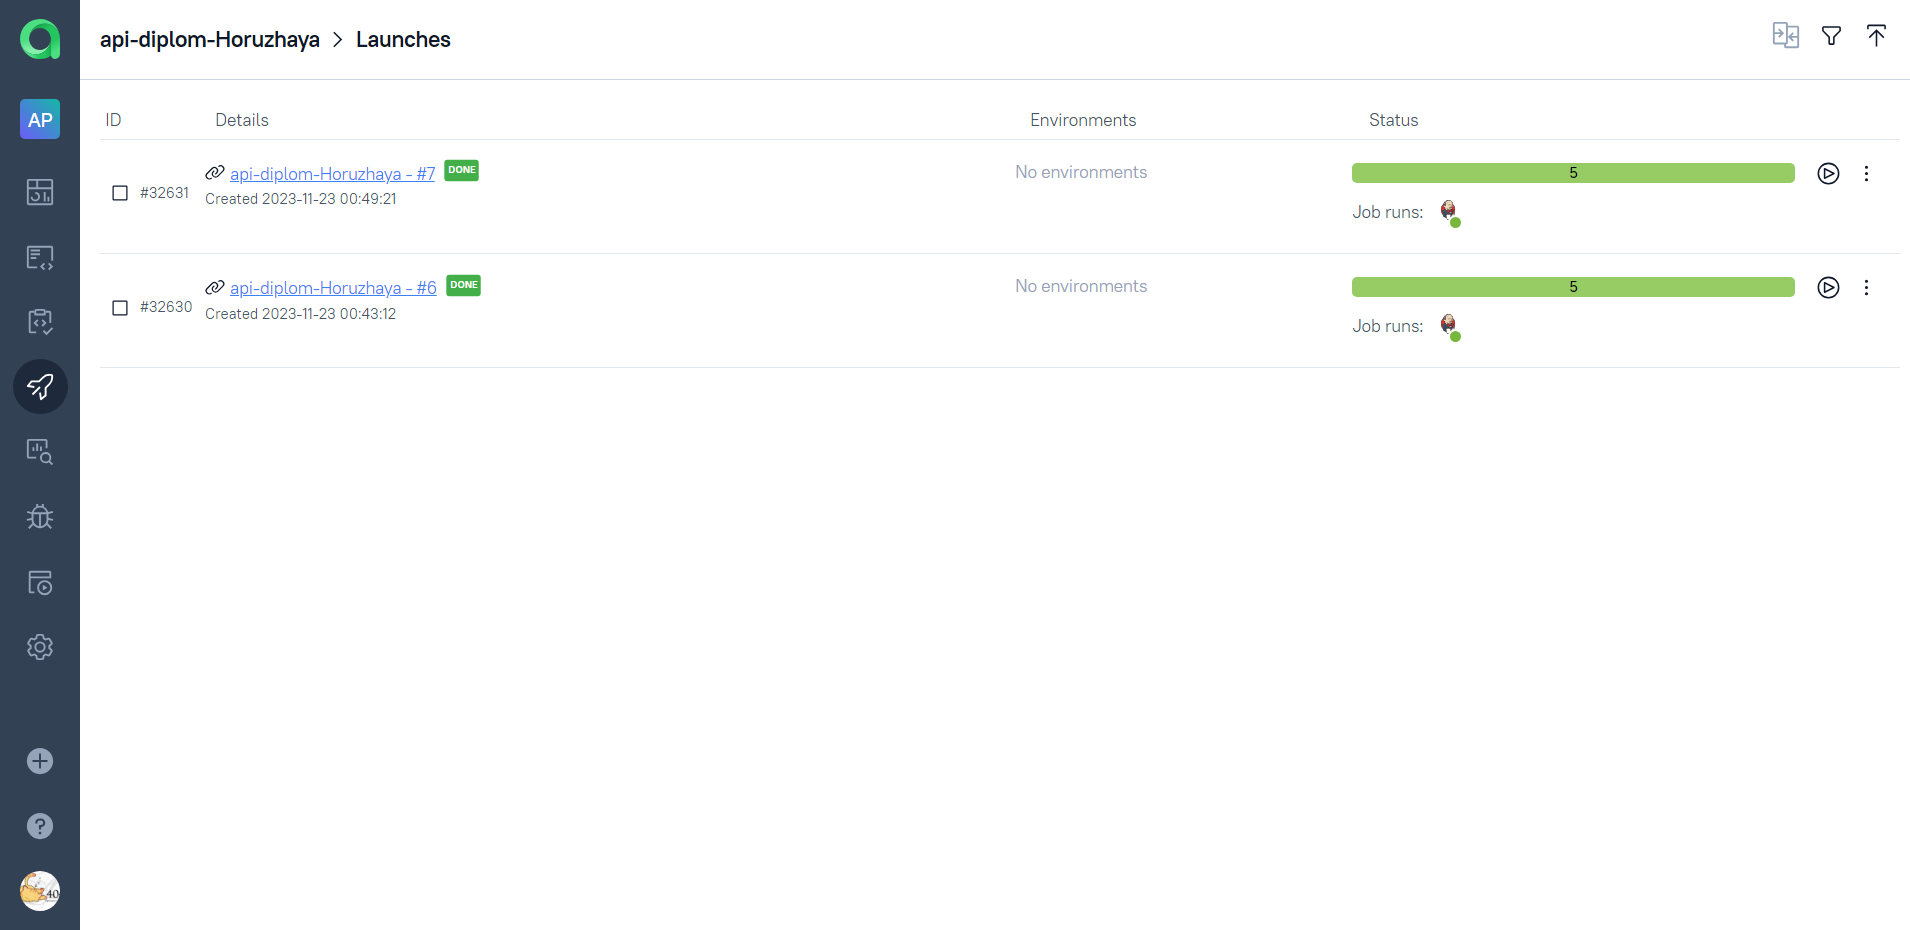 api-diplom-Horuzhaya > Launches
AP
ID Details Environments Status
#32631 api-diplom-Horuzhaya - #7 DONE No environments 5
Created 2023-11-23 00:49:21
Job runs:
#32630 api-diplom-Horuzhaya - #6 DONE No environments 5
Created 2023-11-23 00:43:12
Job runs:
?
40